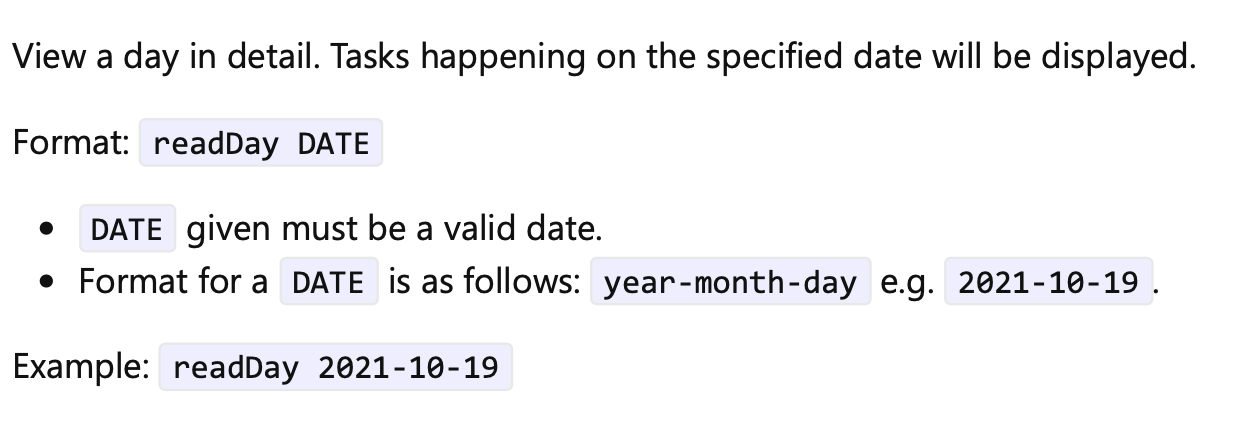 View a day in detail. Tasks happening on the specified date will be displayed.
Format: readDay DATE
• DATE given must be a valid date.
• Format for a DATE is as follows: year-month-day e.g. 2021-10-19.
Example: readDay 2021-10-19